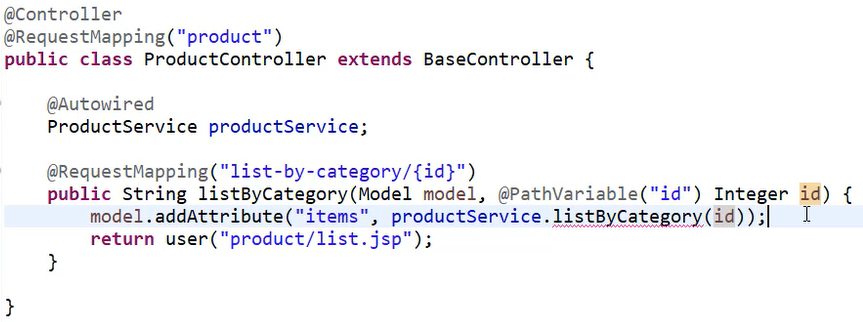 @Controller
@RequestMapping("product")
public class ProductController extends BaseController {
@Autowired
ProductService productService;
@RequestMapping("list-by-category/{id}")
public String listByCategory(Model model, @PathVariable("id") Integer id) {
model.addAttribute("items", productService.listByCategory(id));
return user("product/list.jsp");
}
}